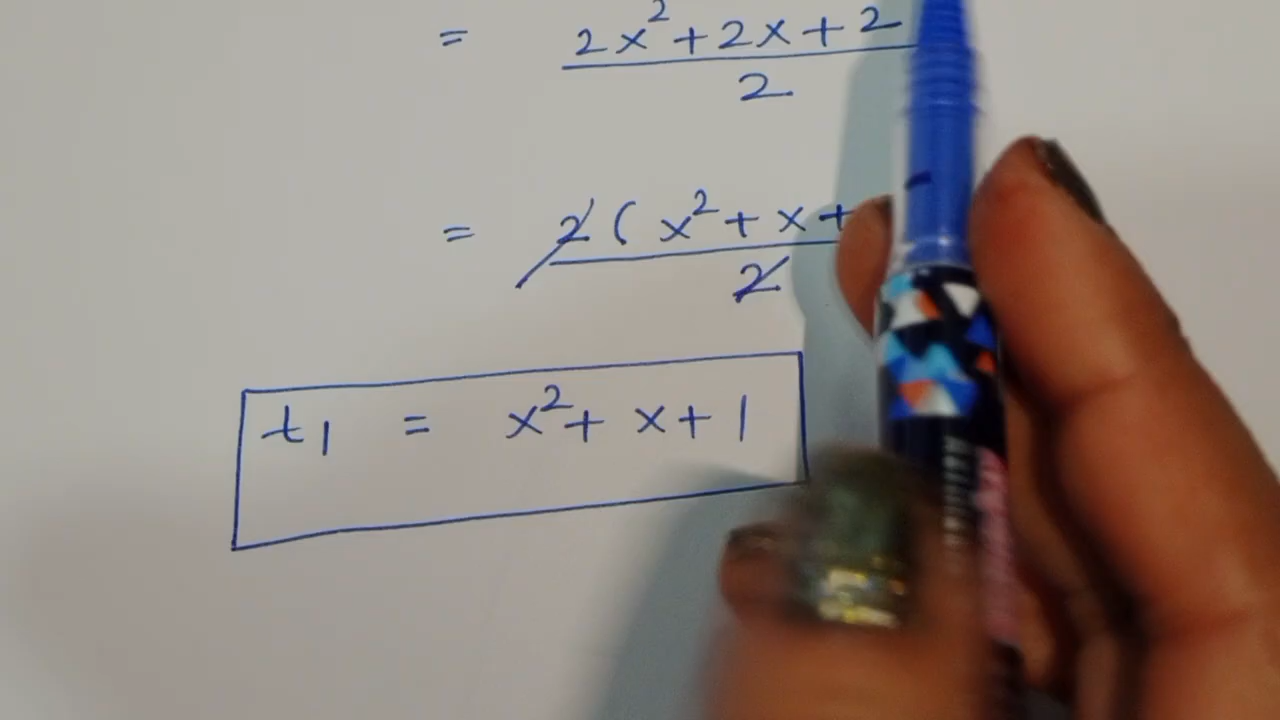 = 2x² + 2x + 2
2
= 2 ( x² + x +
2
t₁ = x² + x + 1